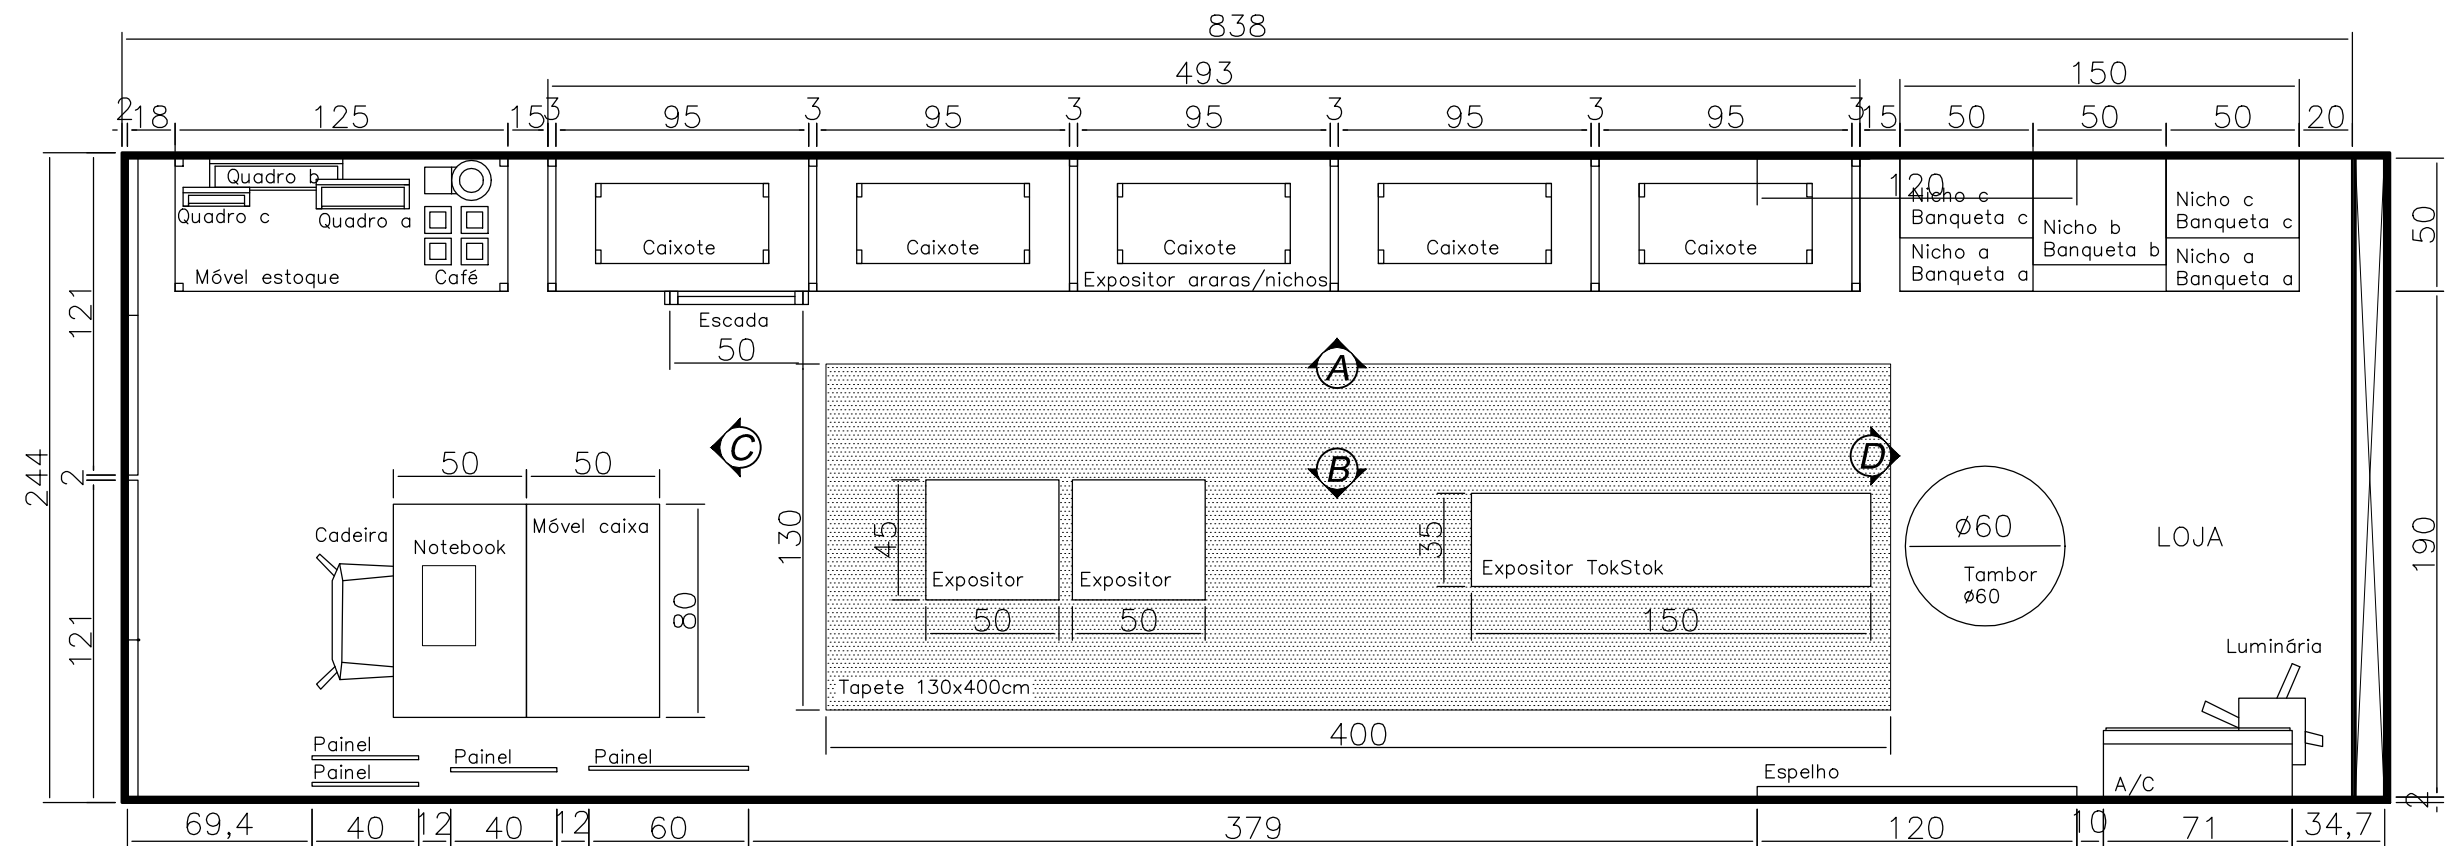 838
493
150
2
18
125
15
3
95
3
95
3
95
3
95
3
95
3
15
50
50
50
20
Quadro b
Quadro c
Quadro a
Móvel estoque
Café
Caixote
Caixote
Caixote
Caixote
Caixote
Expositor araras/nichos
120
Nicho c
Banqueta c
Nicho a
Banqueta a
Nicho b
Banqueta b
Nicho c
Banqueta c
Nicho a
Banqueta a
50
190
2
Escada
50
121
244
2
121
A
C
B
D
50
50
Cadeira
Notebook
Móvel caixa
80
130
45
Expositor
50
Expositor
50
35
Expositor TokStok
150
ø60
Tambor
ø60
LOJA
Luminária
Tapete 130x400cm
400
Painel
Painel
Painel
Painel
Espelho
A/C
69,4
40
12
40
12
60
379
120
10
71
34,7